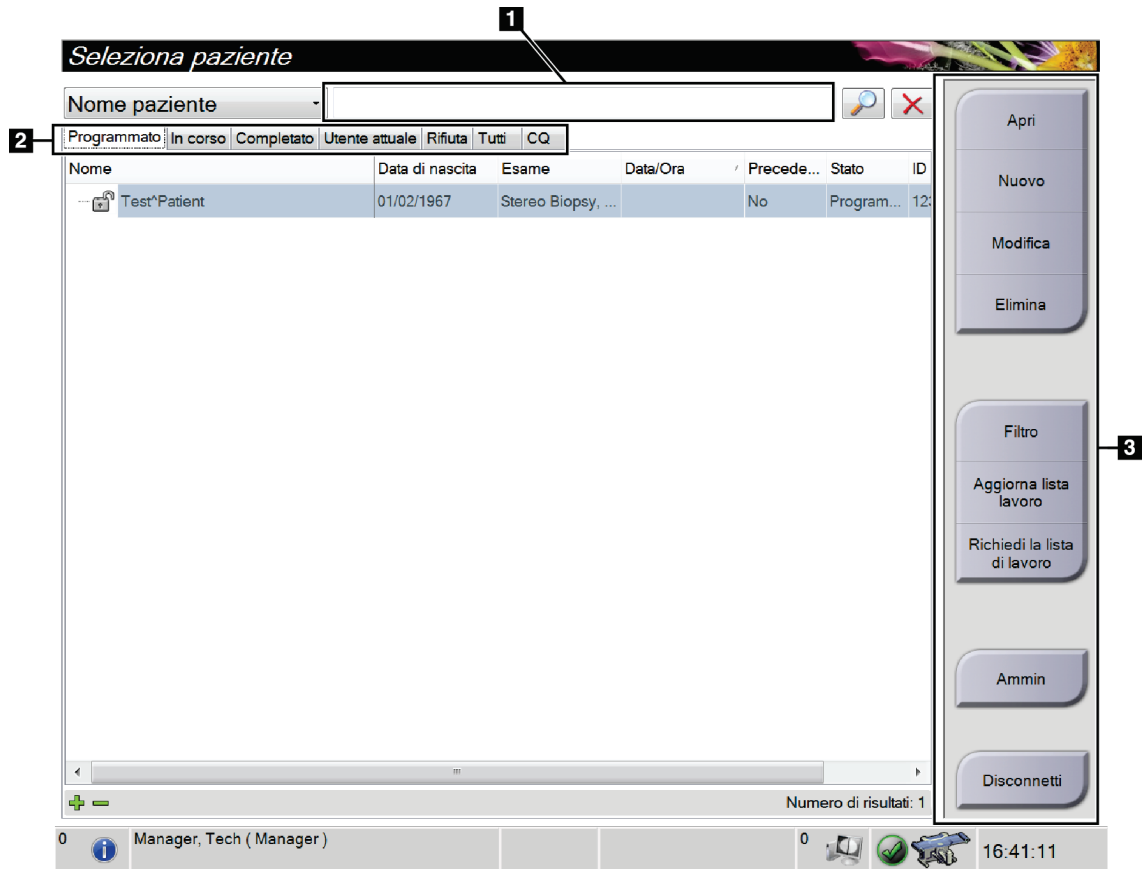 1
Seleziona paziente
Nome paziente
2
Programmato In corso Completato Utente attuale Rifiuta Tutti CQ
Nome Data di nascita Esame Data/Ora Precede... Stato ID
Test^Patient 01/02/1967 Stereo Biopsy, ... No Program... 123
Apri
Nuovo
Modifica
Elimina
Filtro
3
Aggiorna lista
lavoro
Richiedi la lista
di lavoro
Ammin
Disconnetti
Numero di risultati: 1
0 Manager, Tech ( Manager ) 0 16:41:11